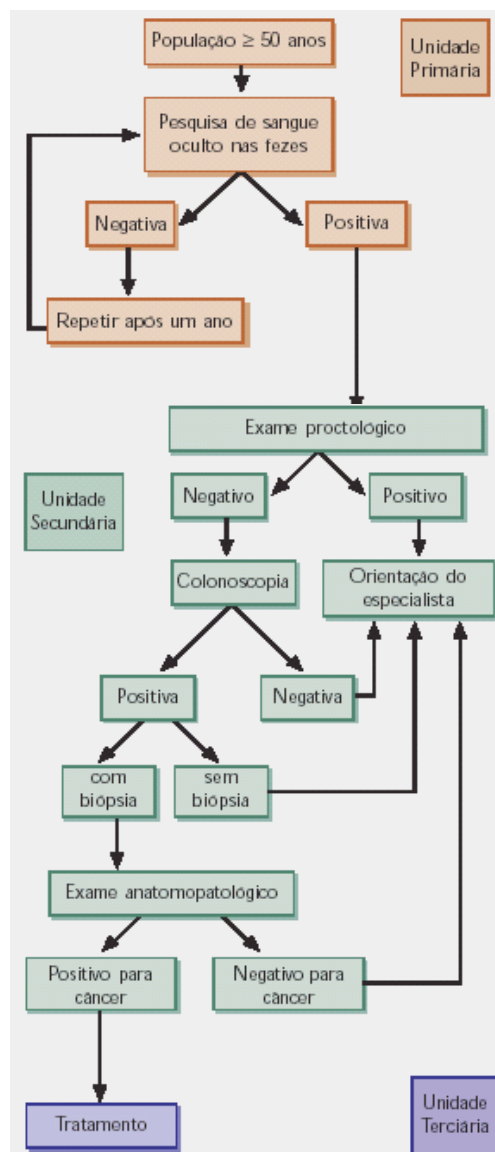 População ≥ 50 anos
Unidade
Primária
Pesquisa de sangue
oculto nas fezes
Negativa
Positiva
Repetir após um ano
Exame proctológico
Unidade
Secundária
Negativo
Positivo
Colonoscopia
Orientação do
especialista
Positiva
Negativa
com
biópsia
sem
biópsia
Exame anatomopatológico
Positivo para
câncer
Negativo para
câncer
Tratamento
Unidade
Terciária